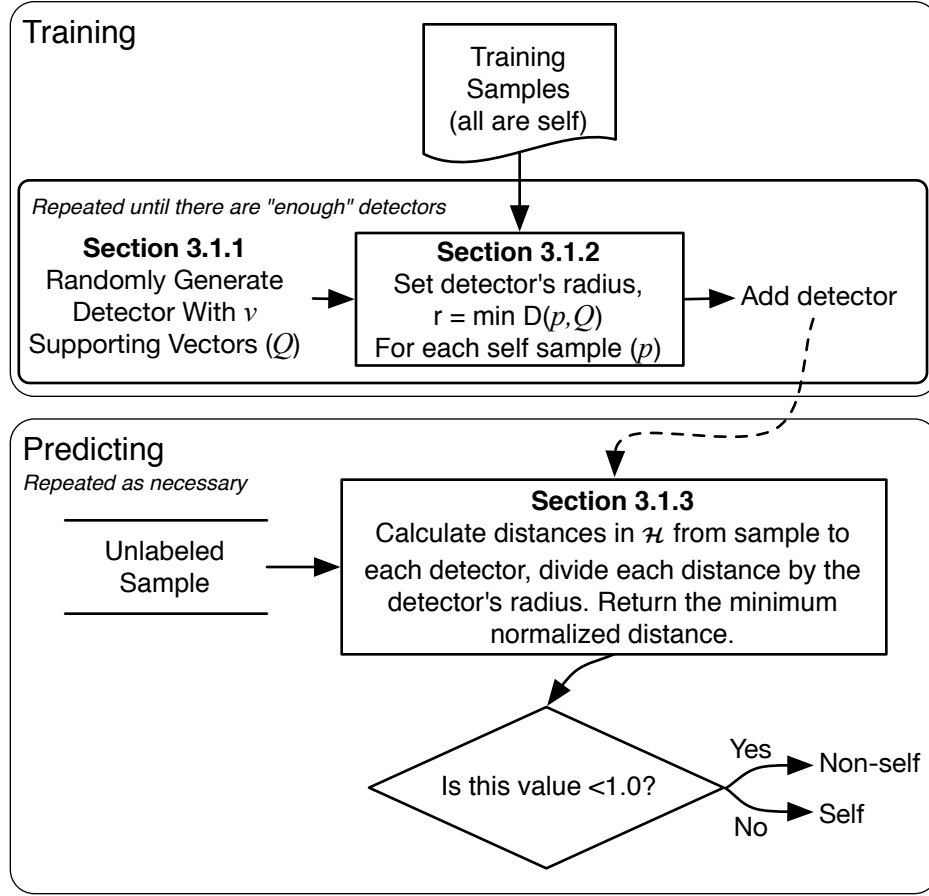 Training
Training
Samples
(all are self)
Repeated until there are "enough" detectors
Section 3.1.1
Randomly Generate
Detector With v
Supporting Vectors (Q)
Section 3.1.2
Set detector's radius,
r = min D(p,Q)
For each self sample (p)
Add detector
Predicting
Repeated as necessary
Unlabeled
Sample
Section 3.1.3
Calculate distances in ℋ from sample to
each detector, divide each distance by the
detector's radius. Return the minimum
normalized distance.
Is this value <1.0?
Yes
Non-self
No
Self